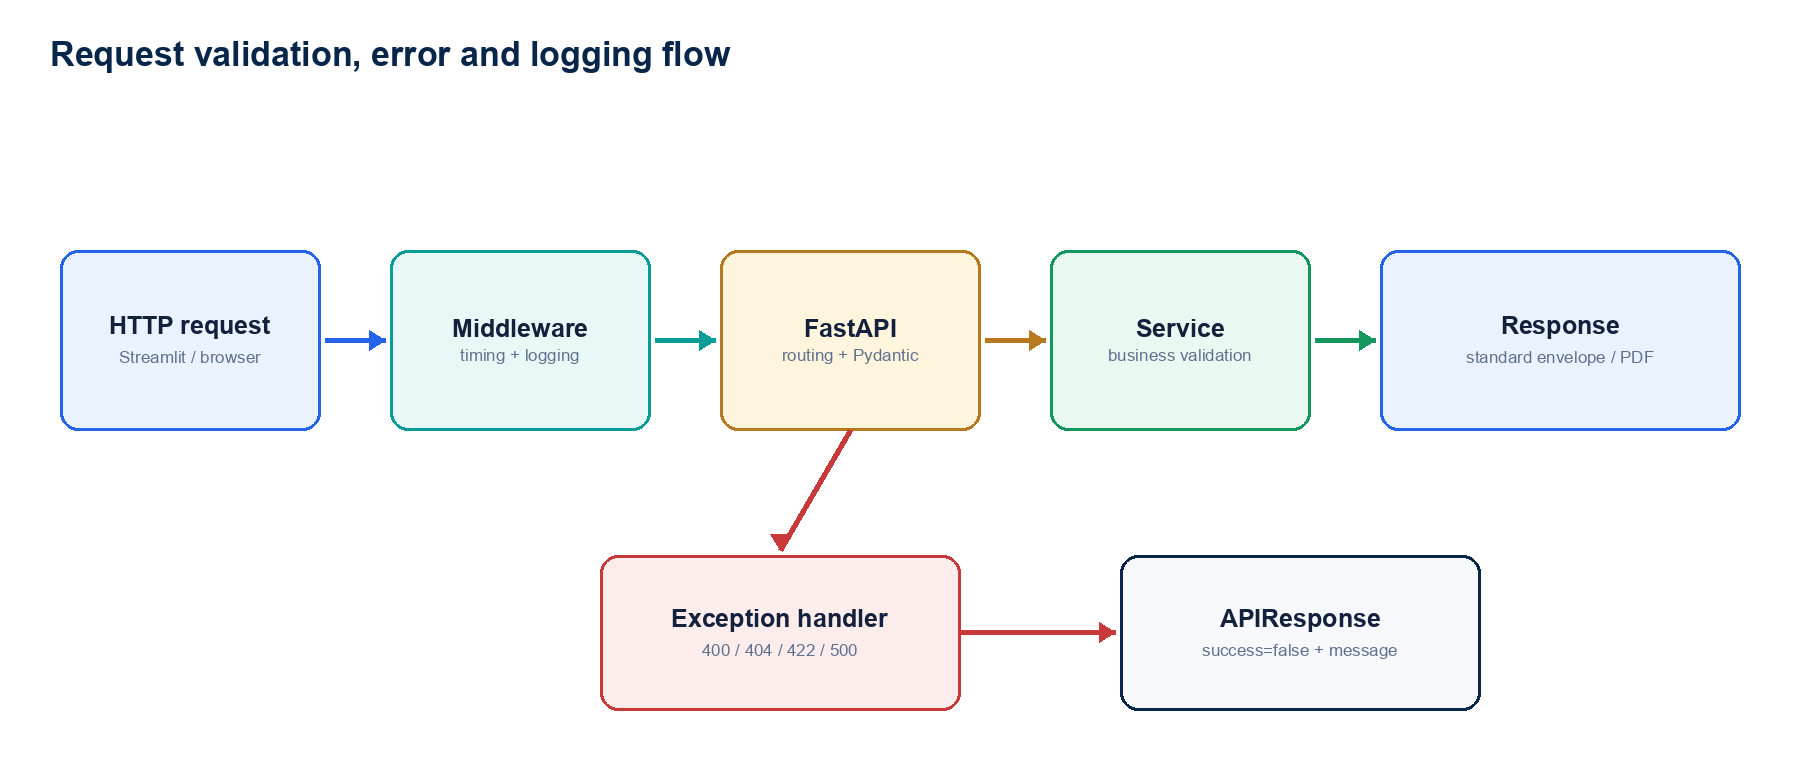 Request validation, error and logging flow
HTTP request
Streamlit / browser
Middleware
timing + logging
FastAPI
routing + Pydantic
Service
business validation
Response
standard envelope / PDF
Exception handler
400 / 404 / 422 / 500
APIResponse
success=false + message